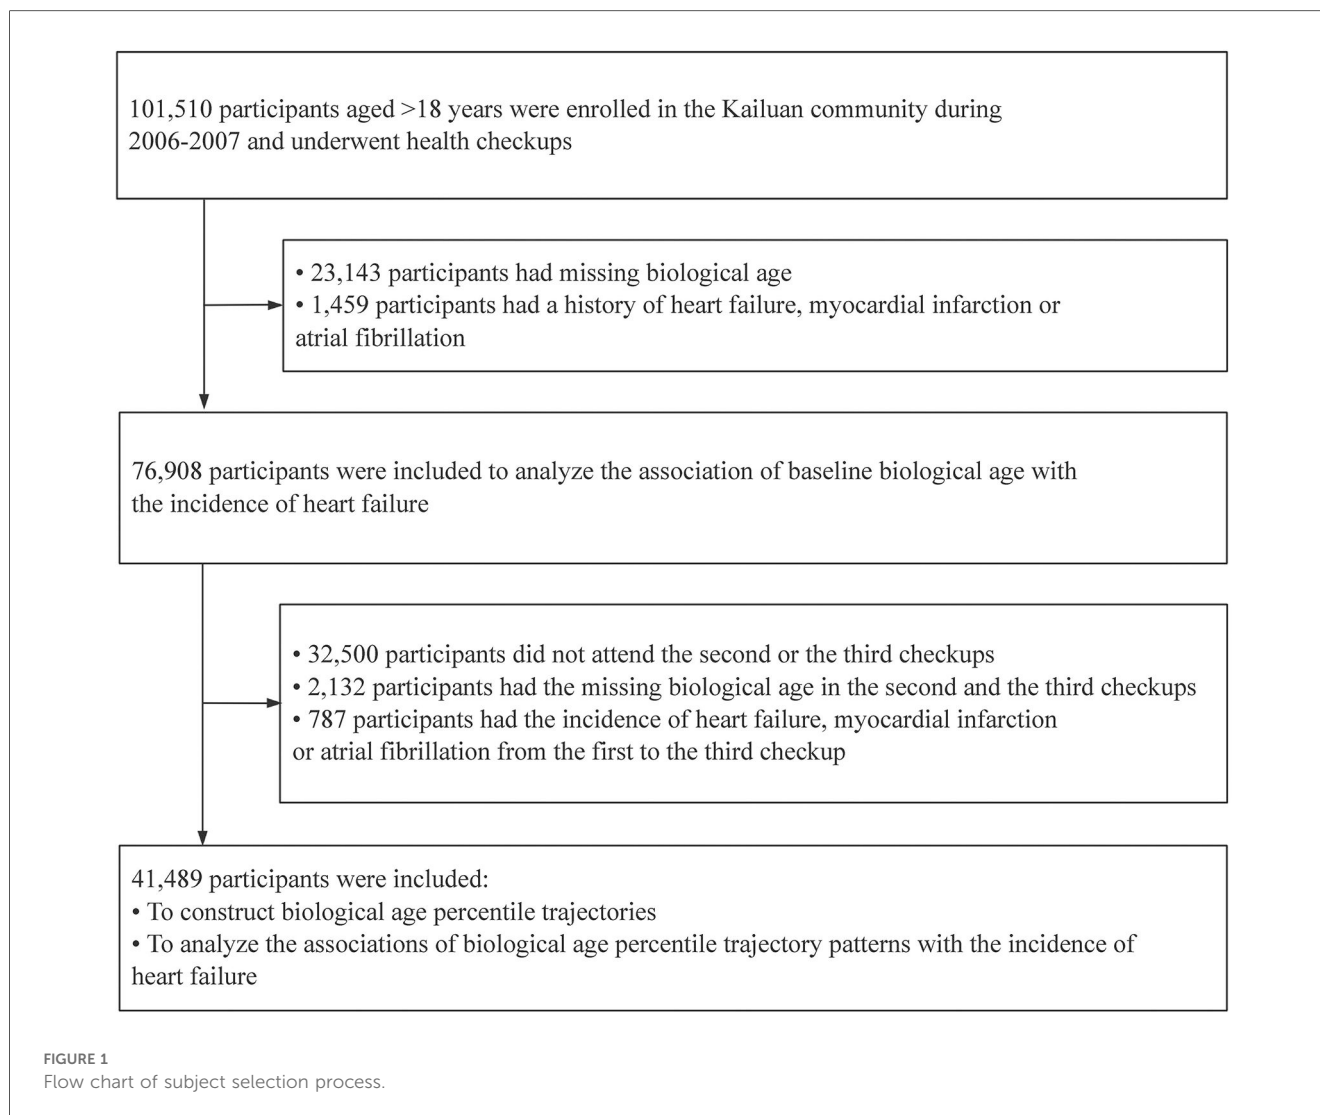 101,510 participants aged >18 years were enrolled in the Kailuan community during
2006-2007 and underwent health checkups
• 23,143 participants had missing biological age
• 1,459 participants had a history of heart failure, myocardial infarction or
atrial fibrillation
76,908 participants were included to analyze the association of baseline biological age with
the incidence of heart failure
• 32,500 participants did not attend the second or the third checkups
• 2,132 participants had the missing biological age in the second and the third checkups
• 787 participants had the incidence of heart failure, myocardial infarction
or atrial fibrillation from the first to the third checkup
41,489 participants were included:
• To construct biological age percentile trajectories
• To analyze the associations of biological age percentile trajectory patterns with the incidence of
heart failure
FIGURE 1
Flow chart of subject selection process.